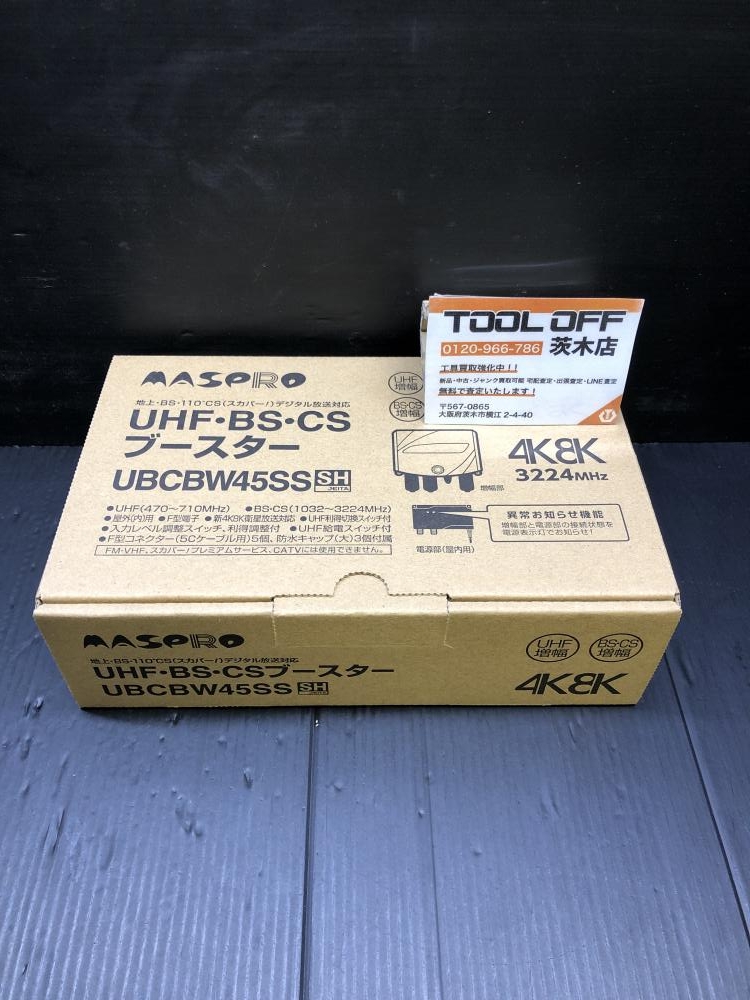 TOOL OFF
0120-966-786 茨木店
工具買取強化中!!
新品・中古・ジャンク買取可能 宅配査定・出張査定・LINE査定
無料で査定いたします!
〒567-0865
大阪府茨木市横江 2-4-40
MASPRO
UHF増幅
BS・CS増幅
地上・BS・110°CS(スカパー!)デジタル放送対応
UHF・BS・CS
ブースター
UBCBW45SS SH JEITA
4K8K
3224MHz
増幅部
●UHF(470〜710MHz) ●BS・CS(1032〜3224MHz)
●屋外(内)用 ●F型端子 ●新4K8K衛星放送対応 ●UHF利得切換スイッチ付
●入力レベル調整スイッチ、利得調整付 ●UHF給電スイッチ付
●F型コネクター(5Cケーブル用)5個、防水キャップ(大)3個付属
FM・VHF、スカパー!プレミアムサービス、CATVには使用できません。
異常お知らせ機能
増幅部と電源部の接続状態を
電源表示灯でお知らせ!
電源部(屋内用)
MASPRO
地上・BS・110°CS(スカパー!)デジタル放送対応
UHF・BS・CSブースター
UBCBW45SS SH JEITA
UHF増幅
BS・CS増幅
4K8K